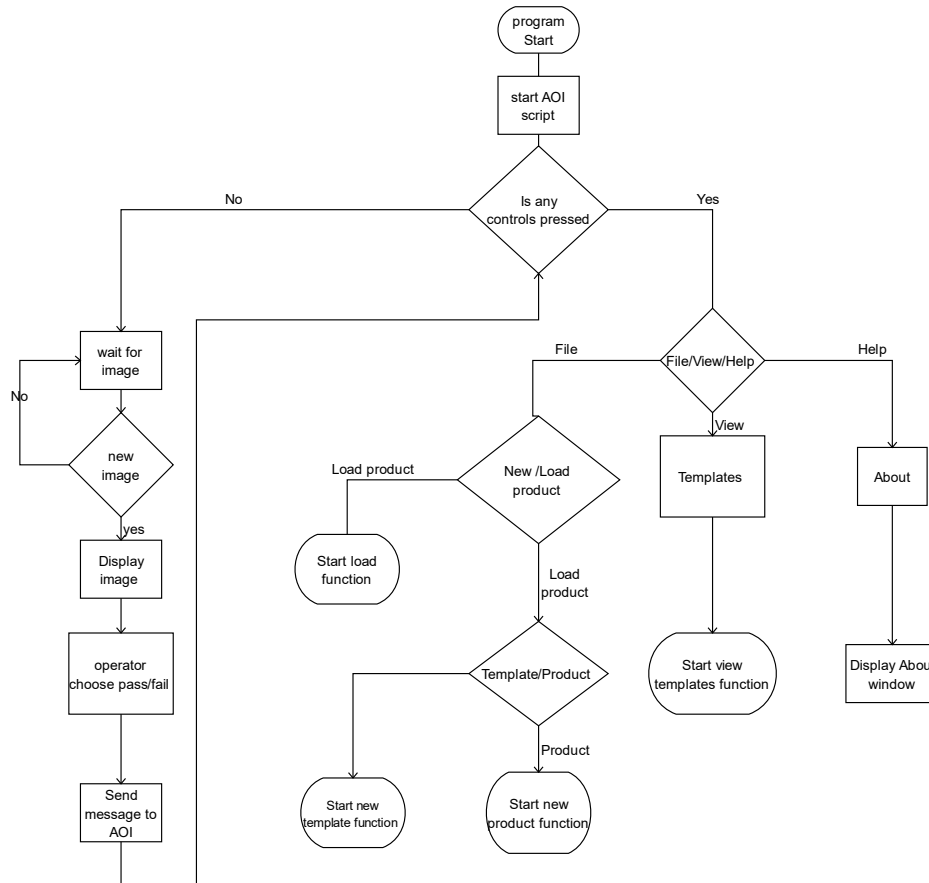 program
Start
start AOI
script
Is any
controls pressed
No
Yes
wait for
image
No
new
image
yes
Display
image
operator
choose pass/fail
Send
message to
AOI
File/View/Help
File
View
Help
New /Load
product
Load product
Start load
function
Load
product
Template/Product
Start new
template function
Product
Start new
product function
Templates
Start view
templates function
About
Display Abou
window